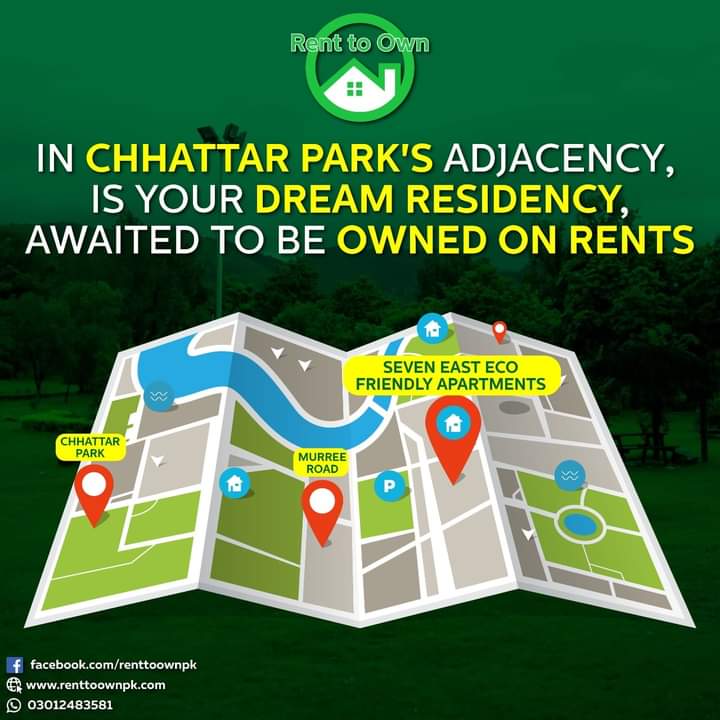 Rent to Own
IN CHHATTAR PARK'S ADJACENCY,
IS YOUR DREAM RESIDENCY,
AWAITED TO BE OWNED ON RENTS
SEVEN EAST ECO
FRIENDLY APARTMENTS
CHHATTAR
PARK
MURREE
ROAD
P
facebook.com/renttoownpk
www.renttoownpk.com
03012483581